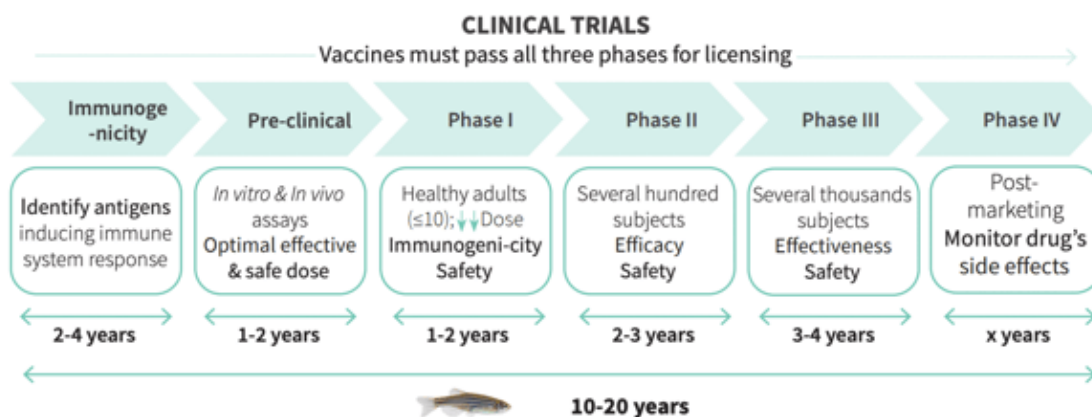 CLINICAL TRIALS
Vaccines must pass all three phases for licensing
Immunoge
-nicity
Pre-clinical
Phase I
Phase II
Phase III
Phase IV
Identify antigens
inducing immune
system response
In vitro & In vivo
assays
Optimal effective
& safe dose
Healthy adults
(≤10);↓↓Dose
Immunogeni-city
Safety
Several hundred
subjects
Efficacy
Safety
Several thousands
subjects
Effectiveness
Safety
Post-
marketing
Monitor drug's
side effects
2-4 years
1-2 years
1-2 years
2-3 years
3-4 years
x years
10-20 years